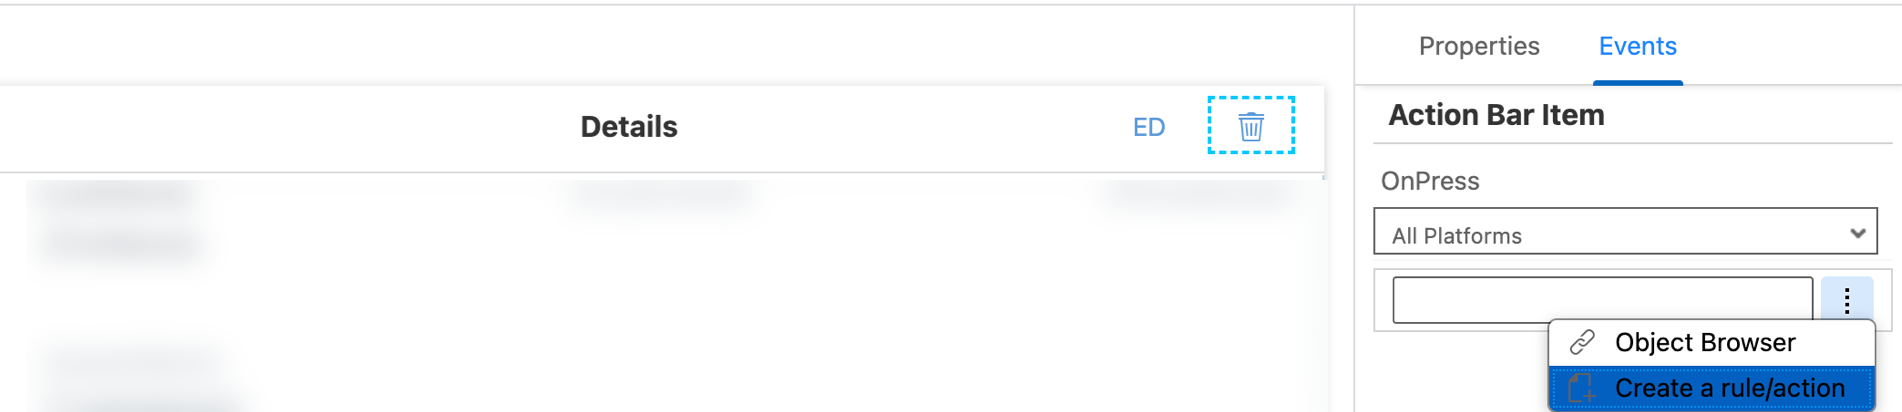 Properties Events
Details
ED
Action Bar Item
OnPress
All Platforms
Object Browser
Create a rule/action